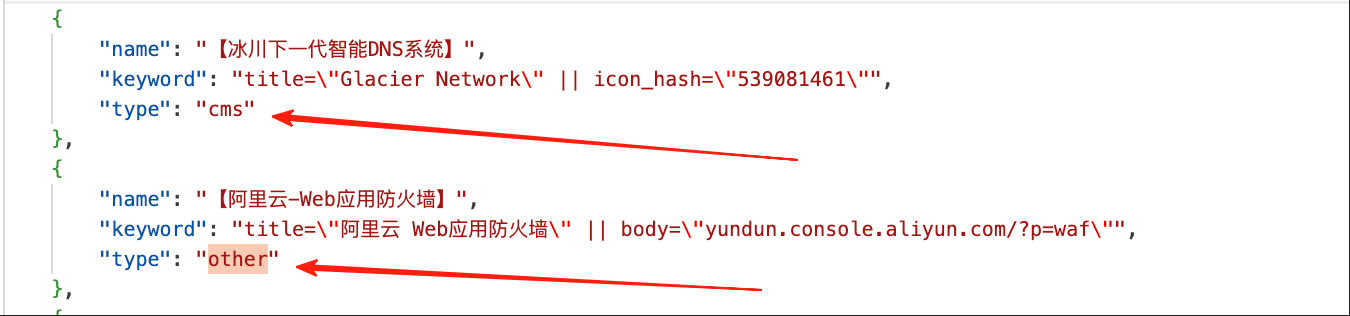 {
"name": "【冰川下一代智能DNS系统】",
"keyword": "title=\"Glacier Network\" || icon_hash=\"539081461\"",
"type": "cms"
},
{
"name": "【阿里云-Web应用防火墙】",
"keyword": "title=\"阿里云 Web应用防火墙\" || body=\"yundun.console.aliyun.com/?p=waf\"",
"type": "other"
},